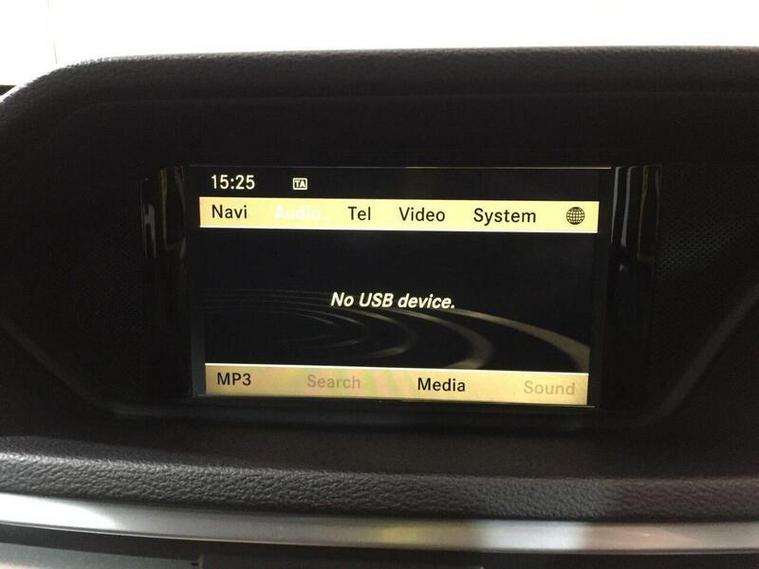 15:25 TA
Navi Audio Tel Video System
No USB device.
MP3 Search Media Sound